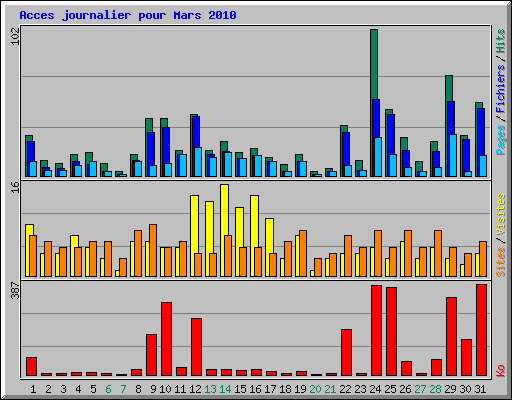 Acces journalier pour Mars 2010
102
Pages / Fichiers / Hits
16
Sites / Visites
387
Ko
1 2 3 4 5 6 7 8 9 10 11 12 13 14 15 16 17 18 19 20 21 22 23 24 25 26 27 28 29 30 31